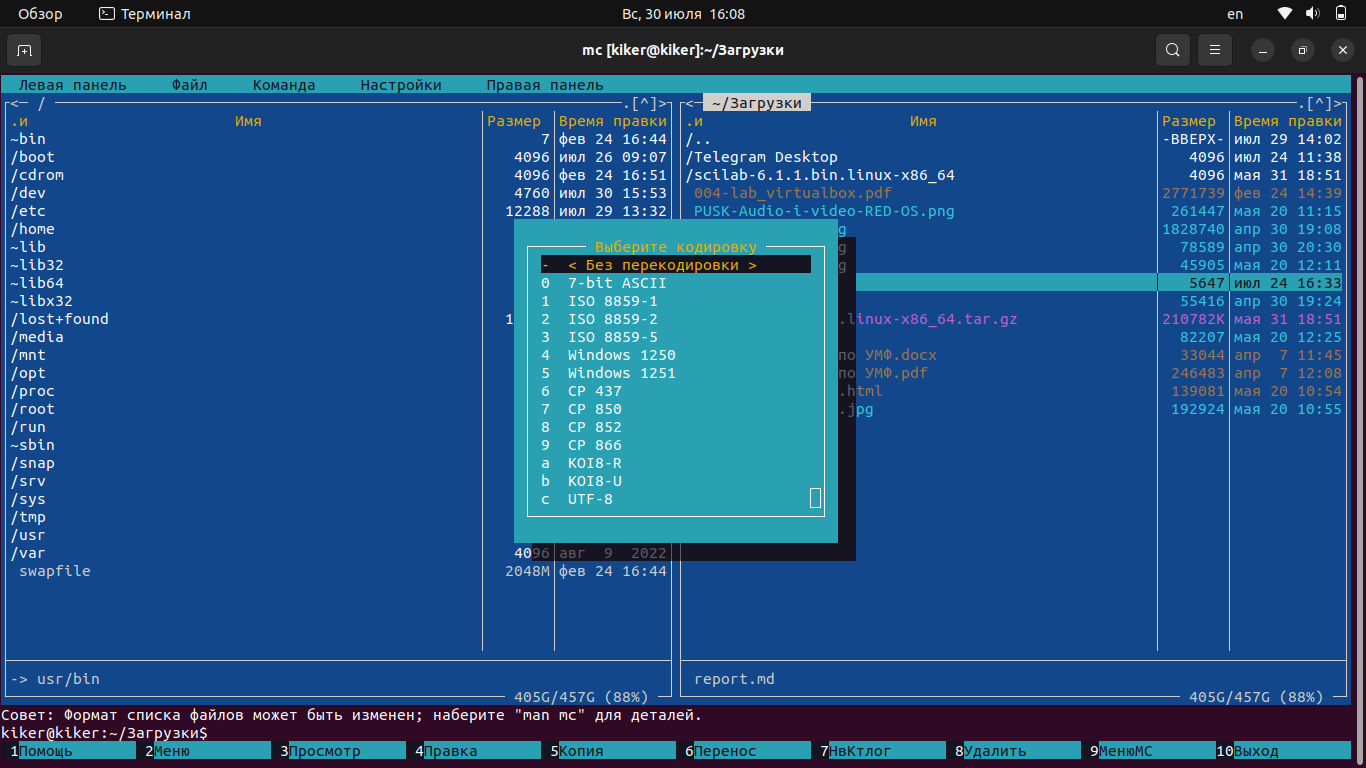 Обзор Терминал Вс, 30 июля 16:08 en
mc [kiker@kiker]:~/Загрузки
Левая панель Файл Команда Настройки Правая панель
<─ / .[^]> <─ ~/Загрузки .[^]>
.и Имя Размер Время правки .и Имя Размер Время правки
~bin 7 фев 24 16:44 /.. -ВВЕРХ- июл 29 14:02
/boot 4096 июл 26 09:07 /Telegram Desktop 4096 июл 24 11:38
/cdrom 4096 фев 24 16:51 /scilab-6.1.1.bin.linux-x86_64 4096 мая 31 18:51
/dev 4760 июл 30 15:53 004-lab_virtualbox.pdf 2771739 фев 24 14:39
/etc 12288 июл 29 13:32 PUSK-Audio-i-video-RED-OS.png 261447 мая 20 11:15
/home g 1828740 апр 30 19:08
~lib Выберите кодировку g 78589 апр 30 20:30
~lib32 - < Без перекодировки > g 45905 мая 20 12:11
~lib64 0 7-bit ASCII 5647 июл 24 16:33
~libx32 1 ISO 8859-1 55416 апр 30 19:24
/lost+found 1 2 ISO 8859-2 .linux-x86_64.tar.gz 210782K мая 31 18:51
/media 3 ISO 8859-5 82207 мая 20 12:25
/mnt 4 Windows 1250 по УМФ.docx 33044 апр 7 11:45
/opt 5 Windows 1251 по УМФ.pdf 246483 апр 7 12:08
/proc 6 CP 437 .html 139081 мая 20 10:54
/root 7 CP 850 .jpg 192924 мая 20 10:55
/run 8 CP 852
~sbin 9 CP 866
/snap a KOI8-R
/srv b KOI8-U
/sys c UTF-8
/tmp
/usr
/var 4096 авг 9 2022
swapfile 2048M фев 24 16:44
-> usr/bin report.md
405G/457G (88%) 405G/457G (88%)
Совет: Формат списка файлов может быть изменен; наберите "man mc" для деталей.
kiker@kiker:~/Загрузки$
1Помощь 2Меню 3Просмотр 4Правка 5Копия 6Перенос 7НвКтлог 8Удалить 9МенюMC 10Выход